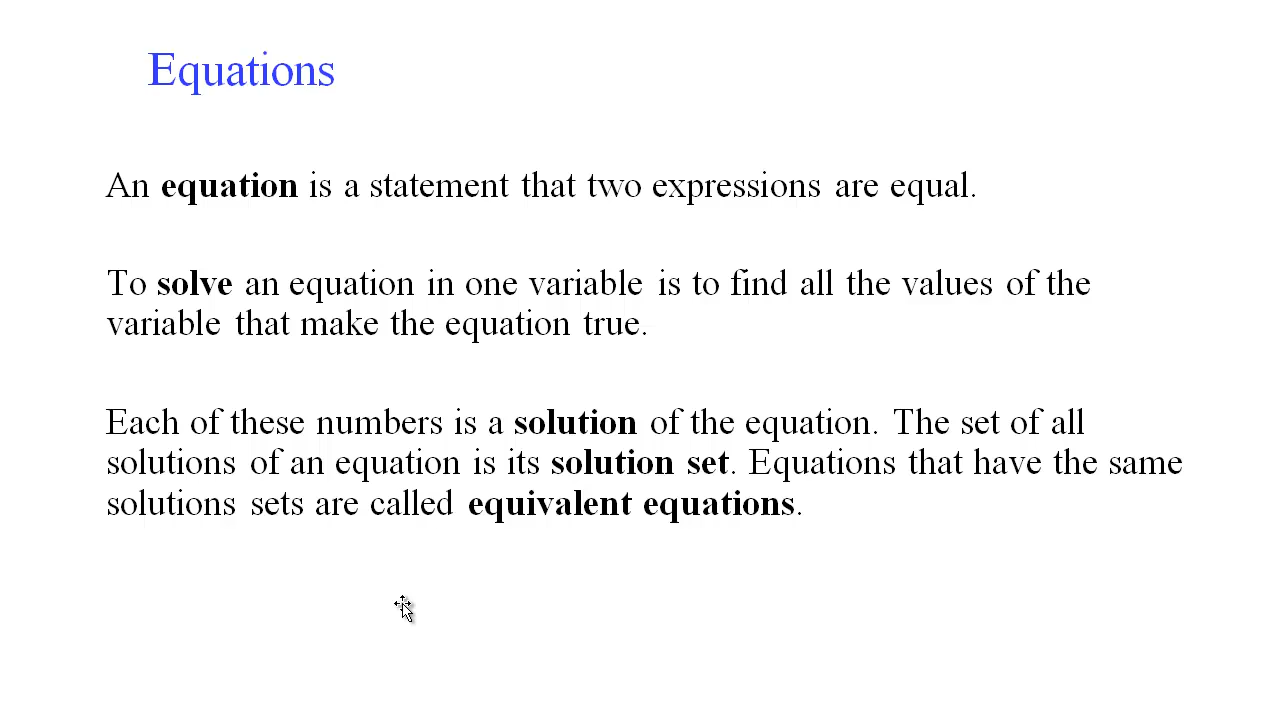 Equations
An equation is a statement that two expressions are equal.
To solve an equation in one variable is to find all the values of the
variable that make the equation true.
Each of these numbers is a solution of the equation. The set of all
solutions of an equation is its solution set. Equations that have the same
solutions sets are called equivalent equations.